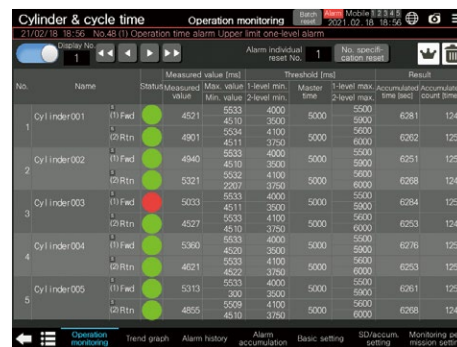 Cylinder & cycle time Operation monitoring Batch reset Alarm Mobile 1 2 3 4 5 2021.02.18 18:56
21/02/18 18:56 No.48 (1) Operation time alarm Upper limit one-level alarm
Display No. 1 Alarm individual reset No. 1 No. specification reset
Measured value [ms] Threshold [ms] Result
No. Name Status Measured value Max. value 1-level min. Master time 1-level max. Accumulated time [sec] Accumulate count [time
Min. value 2-level min. 2-level max.
1 Cylinder001 (1) Fwd 4521 5533 4000 5000 5500 6281 124
4510 3500 5900
(2) Rtn 4901 5534 4100 5000 5600 6262 125
4511 3750 6000
2 Cylinder002 (1) Fwd 4940 5533 4000 5000 5500 6251 125
4510 3500 5900
(2) Rtn 5321 5532 4100 5000 5600 6268 124
2207 3750 6000
3 Cylinder003 (1) Fwd 5033 5533 4000 5000 5500 6284 125
4511 3500 5900
(2) Rtn 4527 5533 4100 5000 5600 6253 124
4510 3750 6000
4 Cylinder004 (1) Fwd 5360 5533 4000 5000 5500 6276 125
4520 3500 5900
(2) Rtn 4621 5533 4100 5000 5600 6253 125
4522 3750 6000
5 Cylinder005 (1) Fwd 5313 5533 4000 5000 5500 6261 125
300 3500 5900
(2) Rtn 4855 5509 4100 5000 5600 6268 124
4510 3750 6000
Operation monitoring Trend graph Alarm history Alarm accumulation Basic setting SD/accum. setting Monitoring pe mission settin